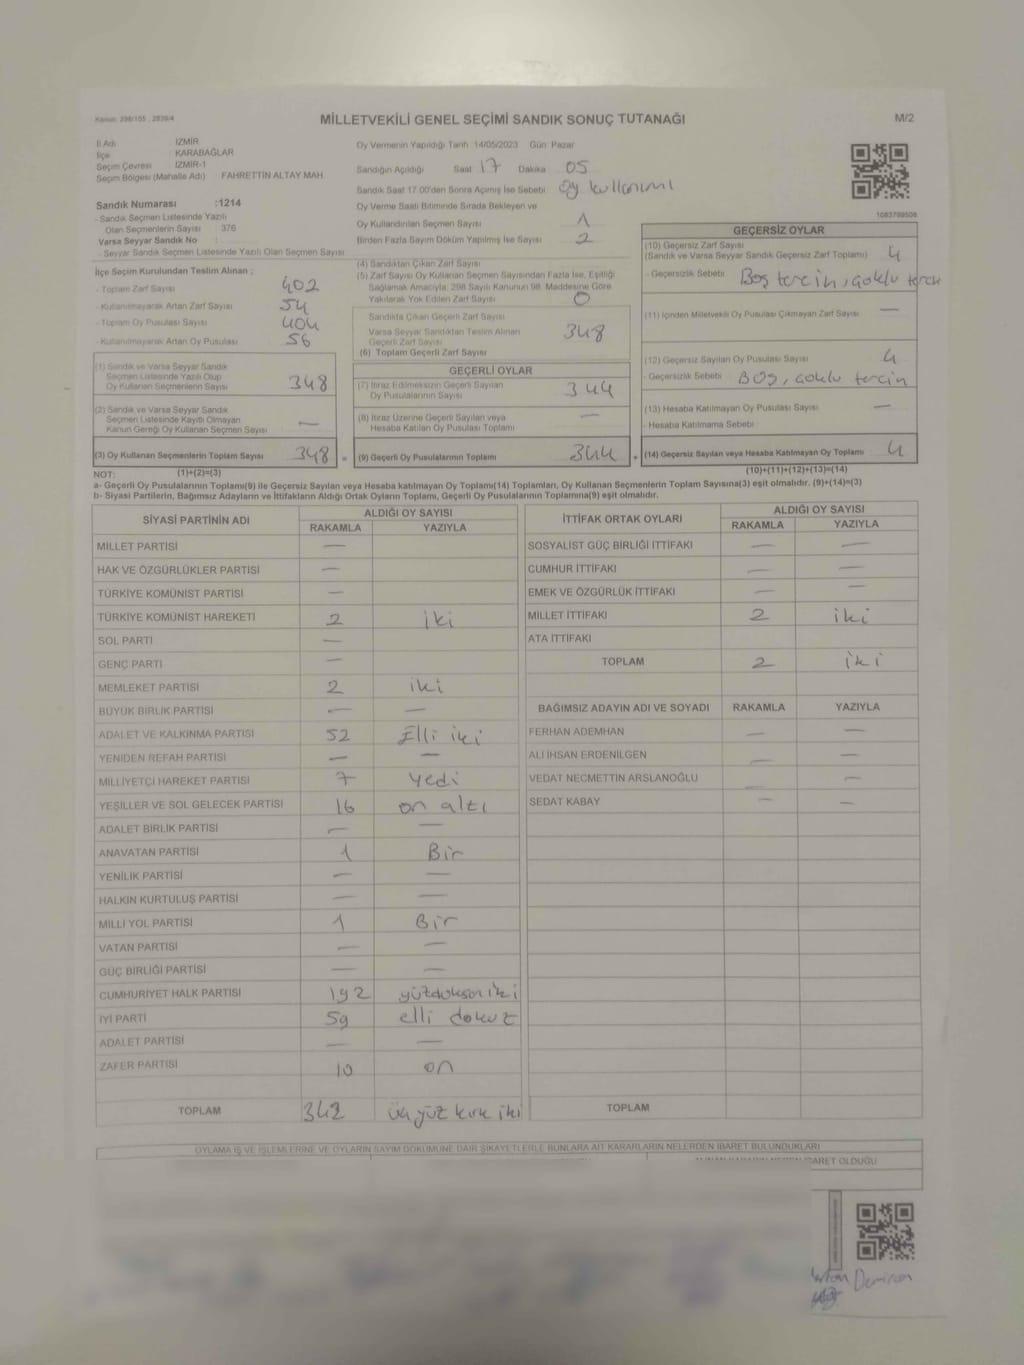 Kanun: 298/105 , 2839/4
MİLLETVEKİLİ GENEL SEÇİMİ SANDIK SONUÇ TUTANAĞI
M/2
İl Adı İZMİR
İlçe KARABAĞLAR
Seçim Çevresi İZMİR-1
Seçim Bölgesi (Mahalle Adı) FAHRETTİN ALTAY MAH.
Sandık Numarası :1214
- Sandık Seçmen Listesinde Yazılı
Olan Seçmenlerin Sayısı : 376
Varsa Seyyar Sandık No :
- Seyyar Sandık Seçmen Listesinde Yazılı Olan Seçmen Sayısı
İlçe Seçim Kurulundan Teslim Alınan ;
- Toplam Zarf Sayısı 402
- Kullanılmayarak Artan Zarf Sayısı 54
- Toplam Oy Pusulası Sayısı 404
- Kullanılmayarak Artan Oy Pusulası 56
(1) Sandık ve Varsa Seyyar Sandık
Seçmen Listesinde Yazılı Olup
Oy Kullanan Seçmenlerin Sayısı 348
(2) Sandık ve Varsa Seyyar Sandık
Seçmen Listesinde Kayıtlı Olmayan
Kanun Gereği Oy Kullanan Seçmen Sayısı —
(3) Oy Kullanan Seçmenlerin Toplam Sayısı 348 =
Oy Vermenin Yapıldığı Tarih :14/05/2023 Gün: Pazar
Sandığın Açıldığı Saat 17 Dakika 05
Sandık Saat 17.00'den Sonra Açılmış İse Sebebi Oy kullanımı
Oy Verme Saati Bitiminde Sırada Bekleyen ve
Oy Kullandırılan Seçmen Sayısı 1
Birden Fazla Sayım Döküm Yapılmış İse Sayısı 2
(4) Sandıktan Çıkan Zarf Sayısı
(5) Zarf Sayısı Oy Kullanan Seçmen Sayısından Fazla İse, Eşitliği
Sağlamak Amacıyla; 298 Sayılı Kanunun 98. Maddesine Göre
Yakılarak Yok Edilen Zarf Sayısı 0
Sandıkta Çıkan Geçerli Zarf Sayısı
Varsa Seyyar Sandıktan Teslim Alınan
Geçerli Zarf Sayısı 348
(6) Toplam Geçerli Zarf Sayısı
GEÇERLİ OYLAR
(7) İtiraz Edilmeksizin Geçerli Sayılan
Oy Pusulalarının Sayısı 344
(8) İtiraz Üzerine Geçerli Sayılan veya
Hesaba Katılan Oy Pusulası Toplamı —
(9) Geçerli Oy Pusulalarının Toplamı 344 +
1083799506
GEÇERSİZ OYLAR
(10) Geçersiz Zarf Sayısı
(Sandık ve Varsa Seyyar Sandık Geçersiz Zarf Toplamı) 4
- Geçersizlik Sebebi Boş tercih, çoklu tercih
(11) İçinden Milletvekili Oy Pusulası Çıkmayan Zarf Sayısı —
(12) Geçersiz Sayılan Oy Pusulası Sayısı 4
- Geçersizlik Sebebi Boş, çoklu tercih
(13) Hesaba Katılmayan Oy Pusulası Sayısı —
- Hesaba Katılmama Sebebi
(14) Geçersiz Sayılan veya Hesaba Katılmayan Oy Toplamı 4
NOT: (1)+(2)=(3) (10)+(11)+(12)+(13)=(14)
a- Geçerli Oy Pusulalarının Toplamı(9) ile Geçersiz Sayılan veya Hesaba katılmayan Oy Toplamı(14) Toplamları, Oy Kullanan Seçmenlerin Toplam Sayısına(3) eşit olmalıdır. (9)+(14)=(3)
b- Siyasi Partilerin, Bağımsız Adayların ve İttifakların Aldığı Ortak Oyların Toplamı, Geçerli Oy Pusulalarının Toplamına(9) eşit olmalıdır.
SİYASİ PARTİNİN ADI ALDIĞI OY SAYISI
RAKAMLA YAZIYLA
MİLLET PARTİSİ —
HAK VE ÖZGÜRLÜKLER PARTİSİ —
TÜRKİYE KOMÜNİST PARTİSİ —
TÜRKİYE KOMÜNİST HAREKETİ 2 iki
SOL PARTİ —
GENÇ PARTİ —
MEMLEKET PARTİSİ 2 iki
BÜYÜK BİRLİK PARTİSİ — —
ADALET VE KALKINMA PARTİSİ 52 Elli iki
YENİDEN REFAH PARTİSİ — —
MİLLİYETÇİ HAREKET PARTİSİ 7 Yedi
YEŞİLLER VE SOL GELECEK PARTİSİ 16 on altı
ADALET BİRLİK PARTİSİ — —
ANAVATAN PARTİSİ 1 Bir
YENİLİK PARTİSİ — —
HALKIN KURTULUŞ PARTİSİ — —
MİLLİ YOL PARTİSİ 1 Bir
VATAN PARTİSİ — —
GÜÇ BİRLİĞİ PARTİSİ — —
CUMHURİYET HALK PARTİSİ 192 yüzdoksan iki
İYİ PARTİ 59 elli dokuz
ADALET PARTİSİ — —
ZAFER PARTİSİ 10 on
TOPLAM 342 üç yüz kırk iki
İTTİFAK ORTAK OYLARI ALDIĞI OY SAYISI
RAKAMLA YAZIYLA
SOSYALİST GÜÇ BİRLİĞİ İTTİFAKI — —
CUMHUR İTTİFAKI — —
EMEK VE ÖZGÜRLÜK İTTİFAKI — —
MİLLET İTTİFAKI 2 iki
ATA İTTİFAKI
TOPLAM 2 iki
BAĞIMSIZ ADAYIN ADI VE SOYADI RAKAMLA YAZIYLA
FERHAN ADEMHAN — —
ALİ İHSAN ERDENİLGEN — —
VEDAT NECMETTİN ARSLANOĞLU — —
SEDAT KABAY — —
TOPLAM
OYLAMA İŞ VE İŞLEMLERİNE VE OYLARIN SAYIM DÖKÜMÜNE DAİR ŞİKAYETLERLE BUNLARA AİT KARARLARIN NELERDEN İBARET BULUNDUKLARI
OLDUĞU